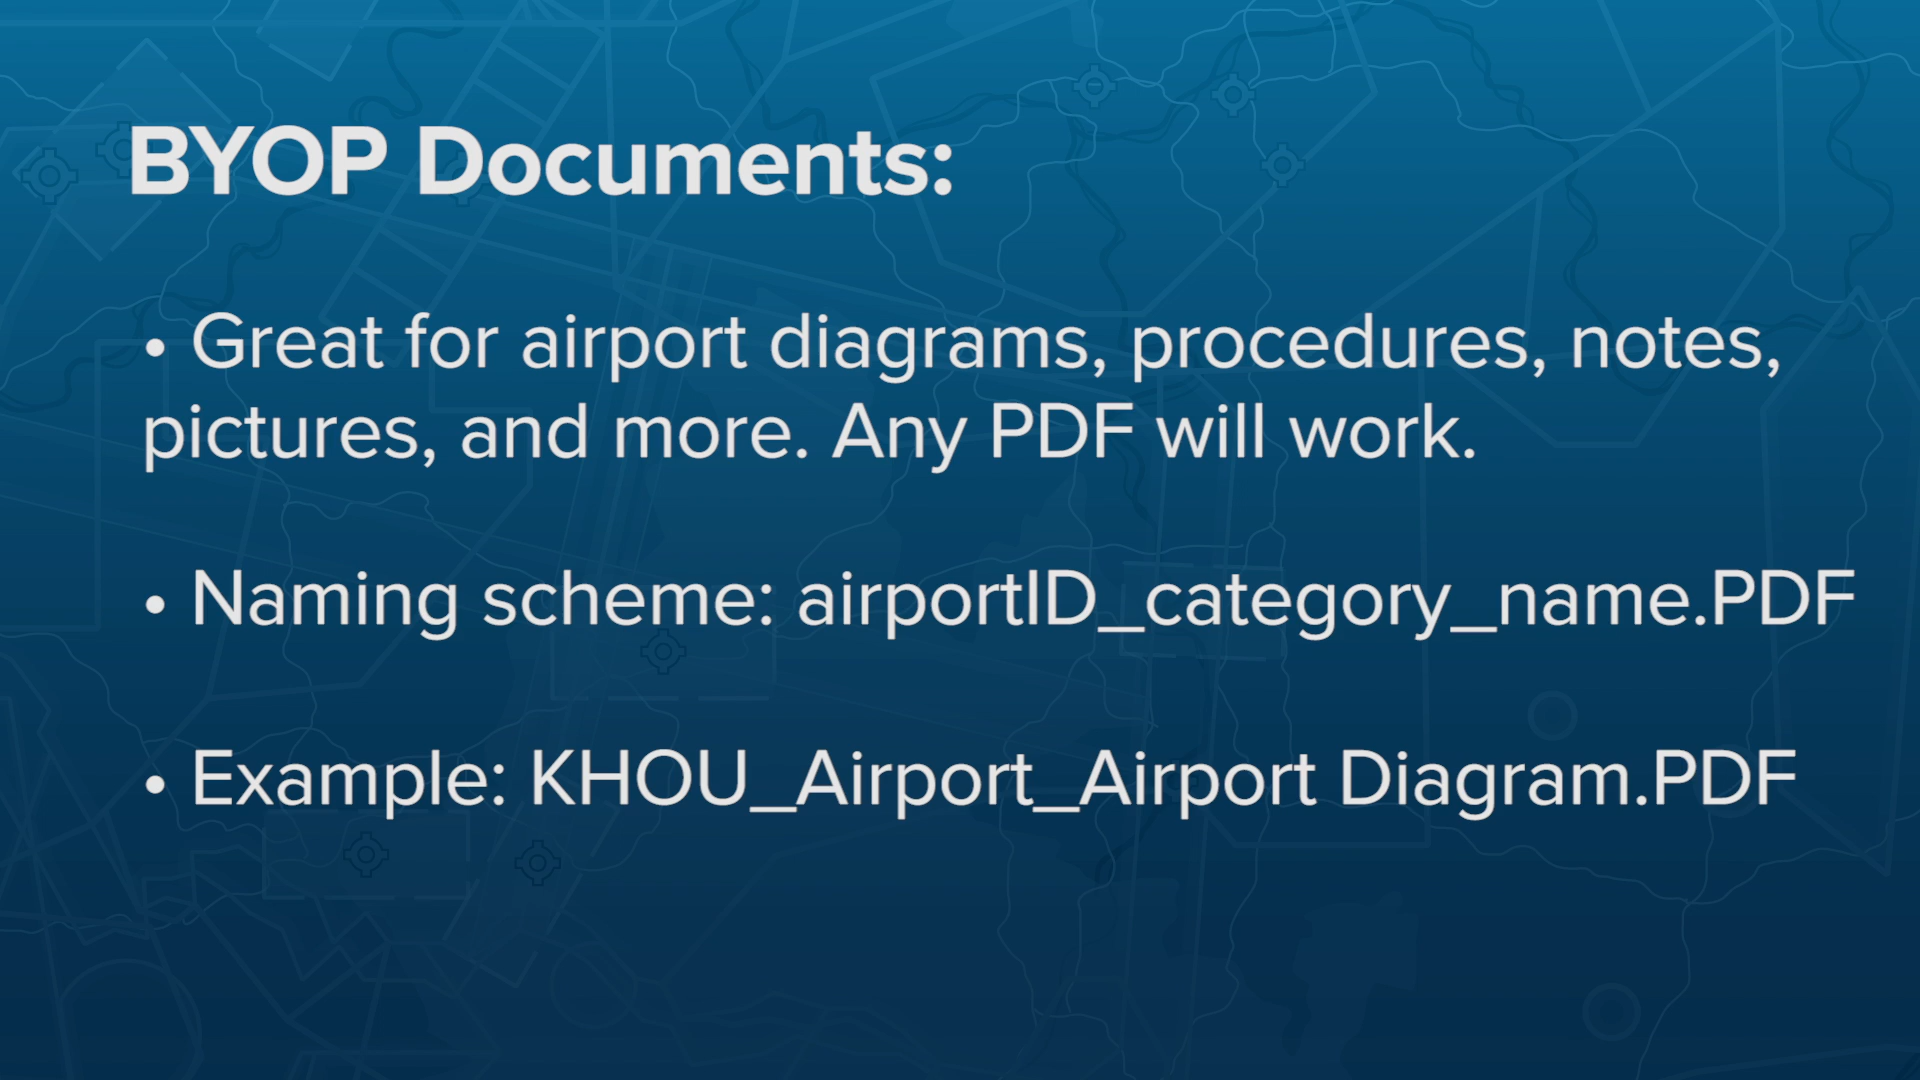 BYOP Documents:
• Great for airport diagrams, procedures, notes,
pictures, and more. Any PDF will work.
• Naming scheme: airportID_category_name.PDF
• Example: KHOU_Airport_Airport Diagram.PDF